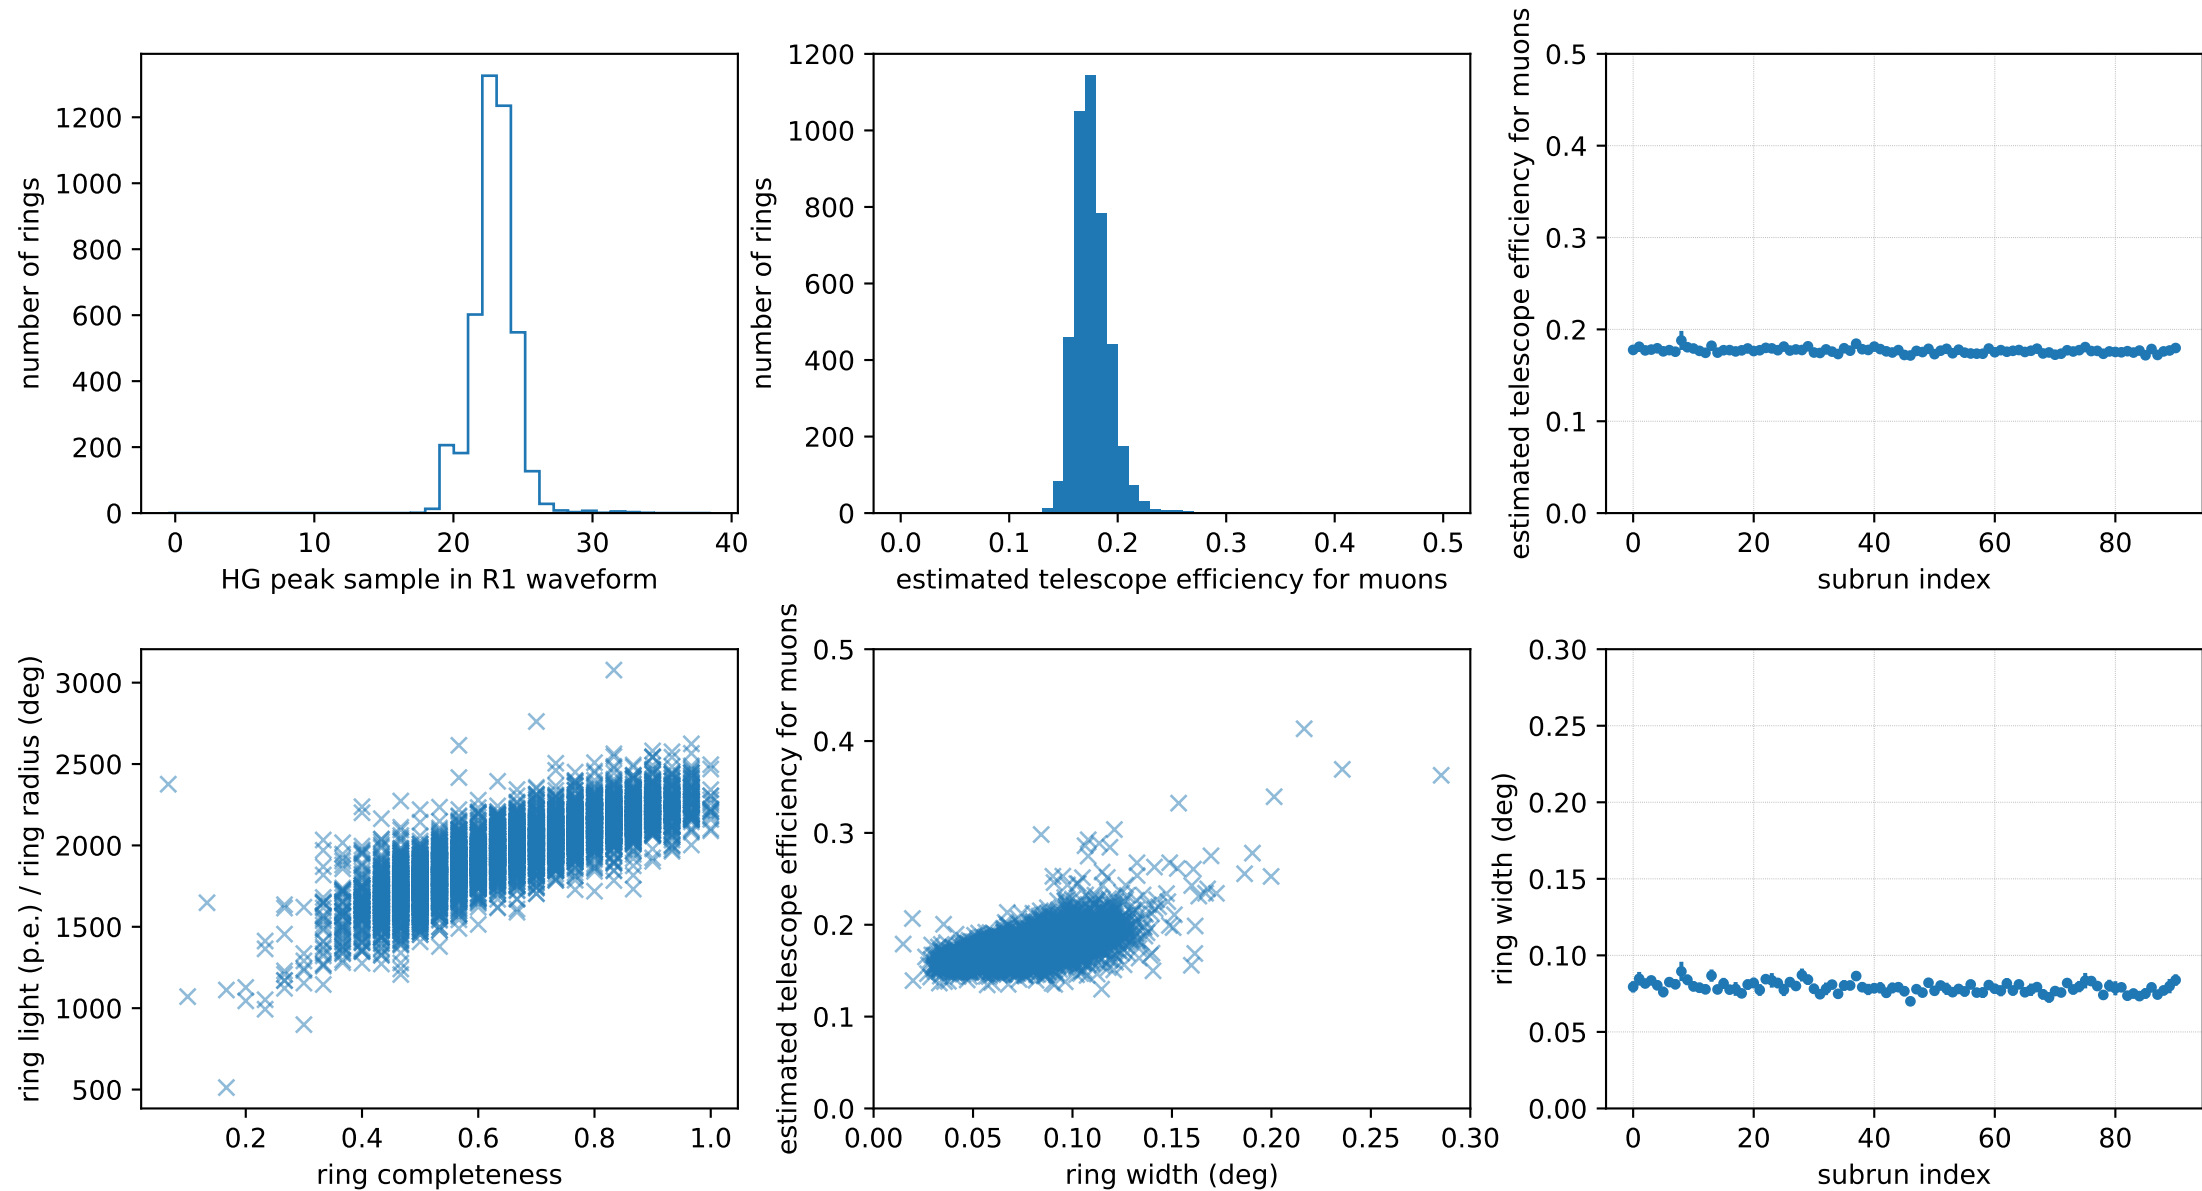 number of rings
1200
1000
800
600
400
200
0
0 10 20 30 40
HG peak sample in R1 waveform
number of rings
1200
1000
800
600
400
200
0
0.0 0.1 0.2 0.3 0.4 0.5
estimated telescope efficiency for muons
estimated telescope efficiency for muons
0.5
0.4
0.3
0.2
0.1
0.0
0 20 40 60 80
subrun index
ring light (p.e.) / ring radius (deg)
3000
2500
2000
1500
1000
500
0.2 0.4 0.6 0.8 1.0
ring completeness
estimated telescope efficiency for muons
0.5
0.4
0.3
0.2
0.1
0.0
0.00 0.05 0.10 0.15 0.20 0.25 0.30
ring width (deg)
ring width (deg)
0.30
0.25
0.20
0.15
0.10
0.05
0.00
0 20 40 60 80
subrun index